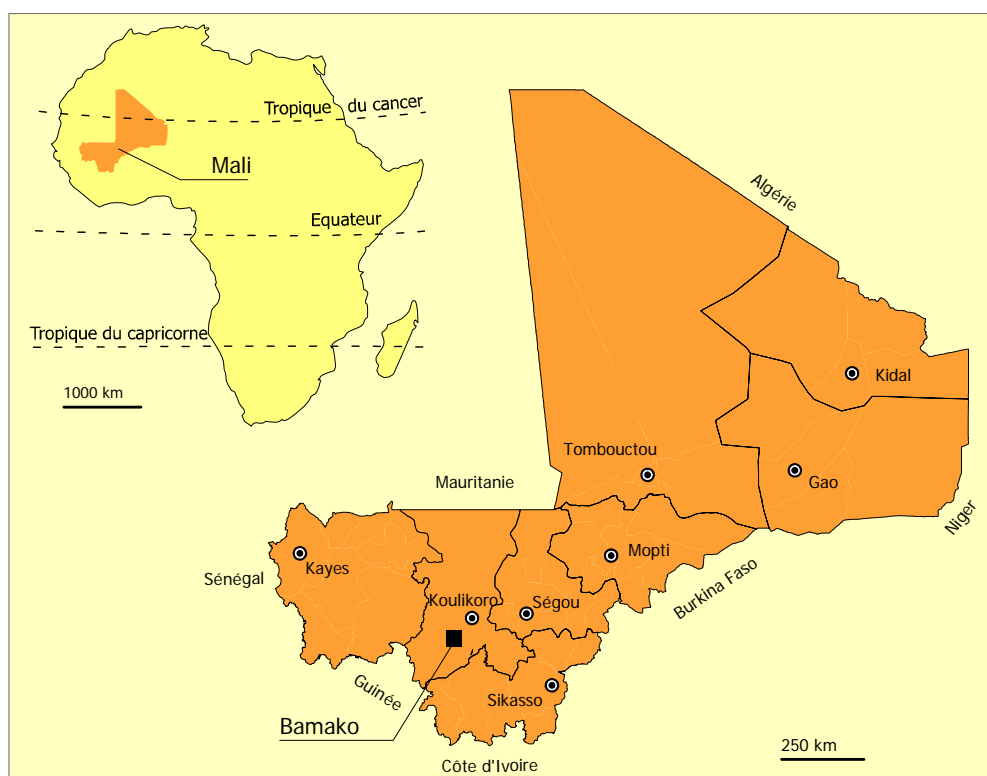 Tropique du cancer
Mali
Equateur
Tropique du capricorne
1000 km
Algérie
Kidal
Tombouctou
Gao
Mauritanie
Niger
Mopti
Kayes
Sénégal
Burkina Faso
Koulikoro
Ségou
Guinée
Sikasso
Bamako
250 km
Côte d'Ivoire